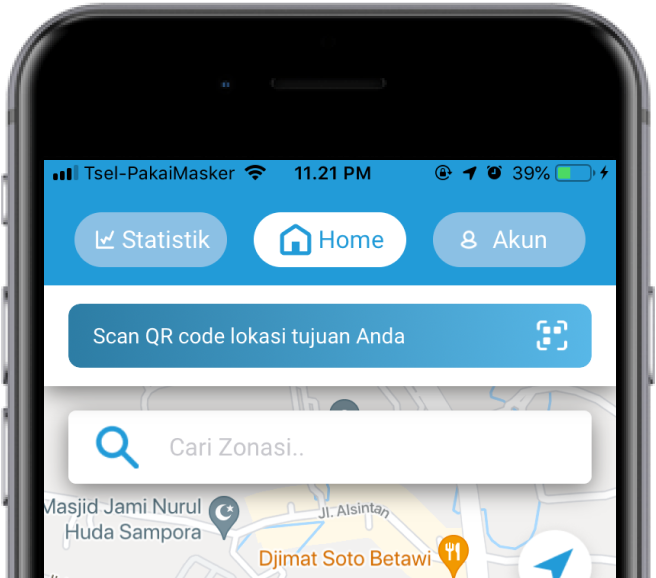 Tsel-PakaiMasker 11.21 PM 39%
Statistik Home Akun
Scan QR code lokasi tujuan Anda
Cari Zonasi..
Masjid Jami Nurul
Huda Sampora
Jl. Alsintan
Djimat Soto Betawi